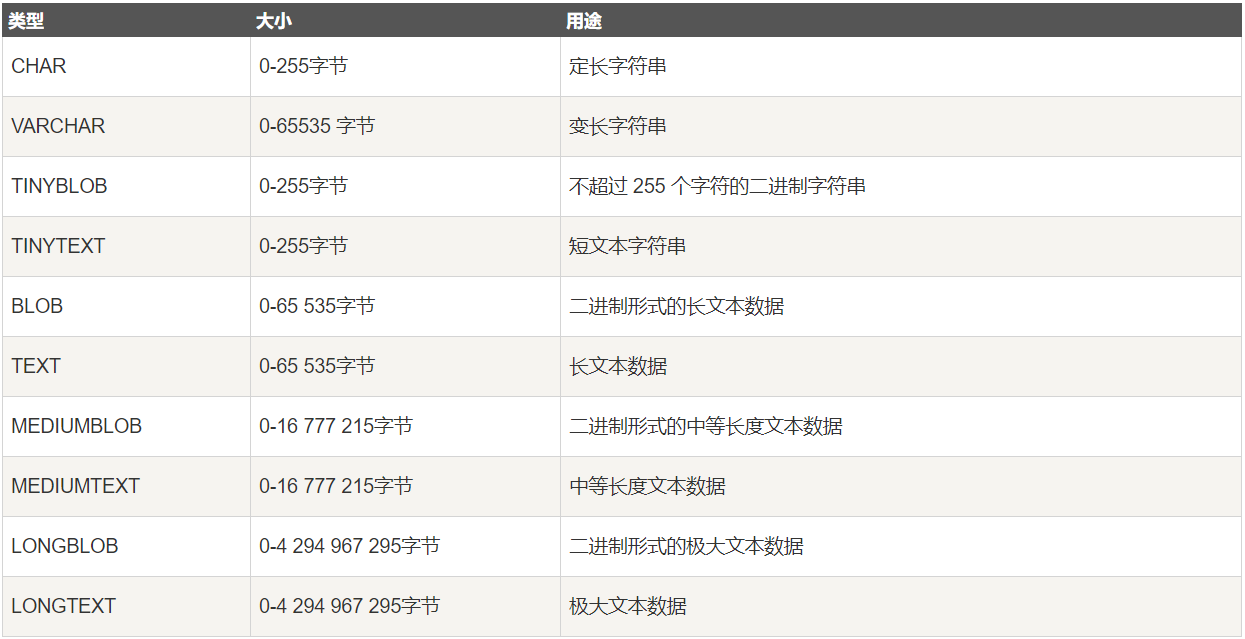 类型 大小 用途
CHAR 0-255字节 定长字符串
VARCHAR 0-65535 字节 变长字符串
TINYBLOB 0-255字节 不超过 255 个字符的二进制字符串
TINYTEXT 0-255字节 短文本字符串
BLOB 0-65 535字节 二进制形式的长文本数据
TEXT 0-65 535字节 长文本数据
MEDIUMBLOB 0-16 777 215字节 二进制形式的中等长度文本数据
MEDIUMTEXT 0-16 777 215字节 中等长度文本数据
LONGBLOB 0-4 294 967 295字节 二进制形式的极大文本数据
LONGTEXT 0-4 294 967 295字节 极大文本数据